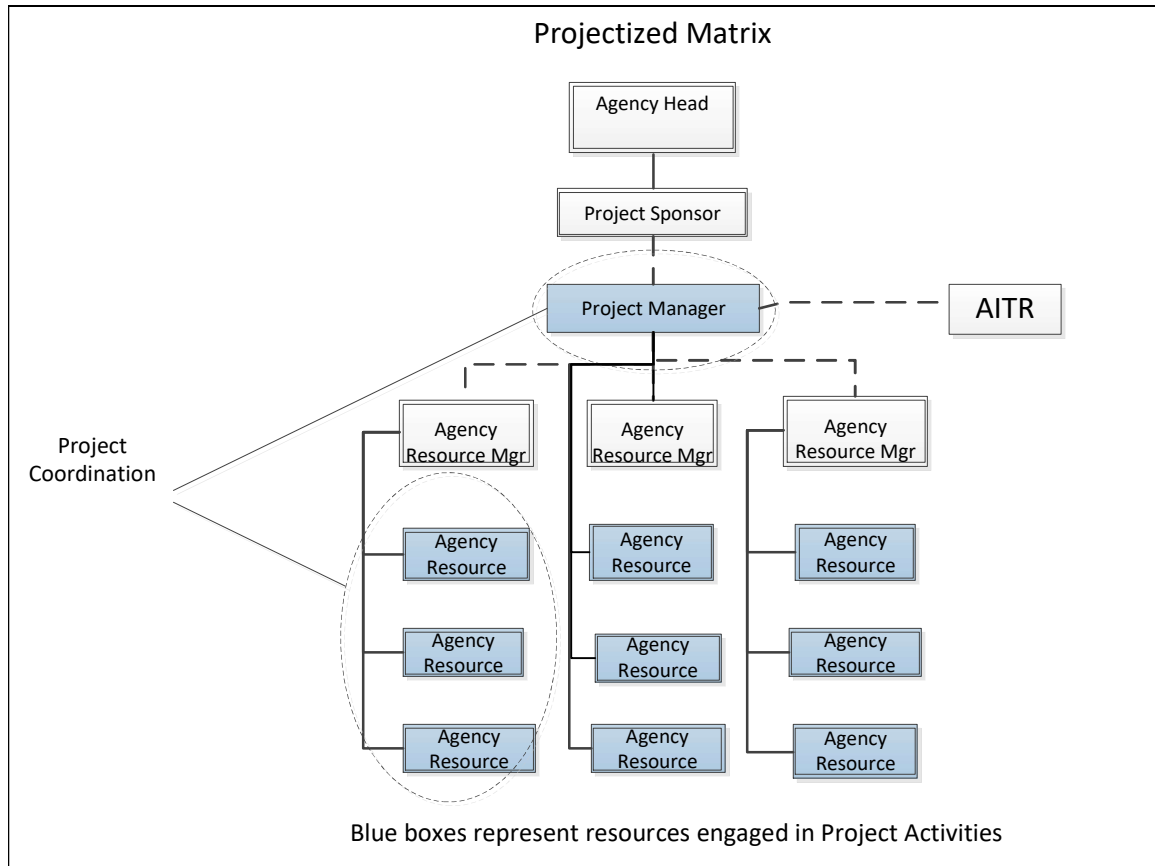 Projectized Matrix
Agency Head
Project Sponsor
Project Manager
AITR
Agency
Resource Mgr
Agency
Resource Mgr
Agency
Resource Mgr
Project
Coordination
Agency
Resource
Agency
Resource
Agency
Resource
Agency
Resource
Agency
Resource
Agency
Resource
Agency
Resource
Agency
Resource
Agency
Resource
Blue boxes represent resources engaged in Project Activities